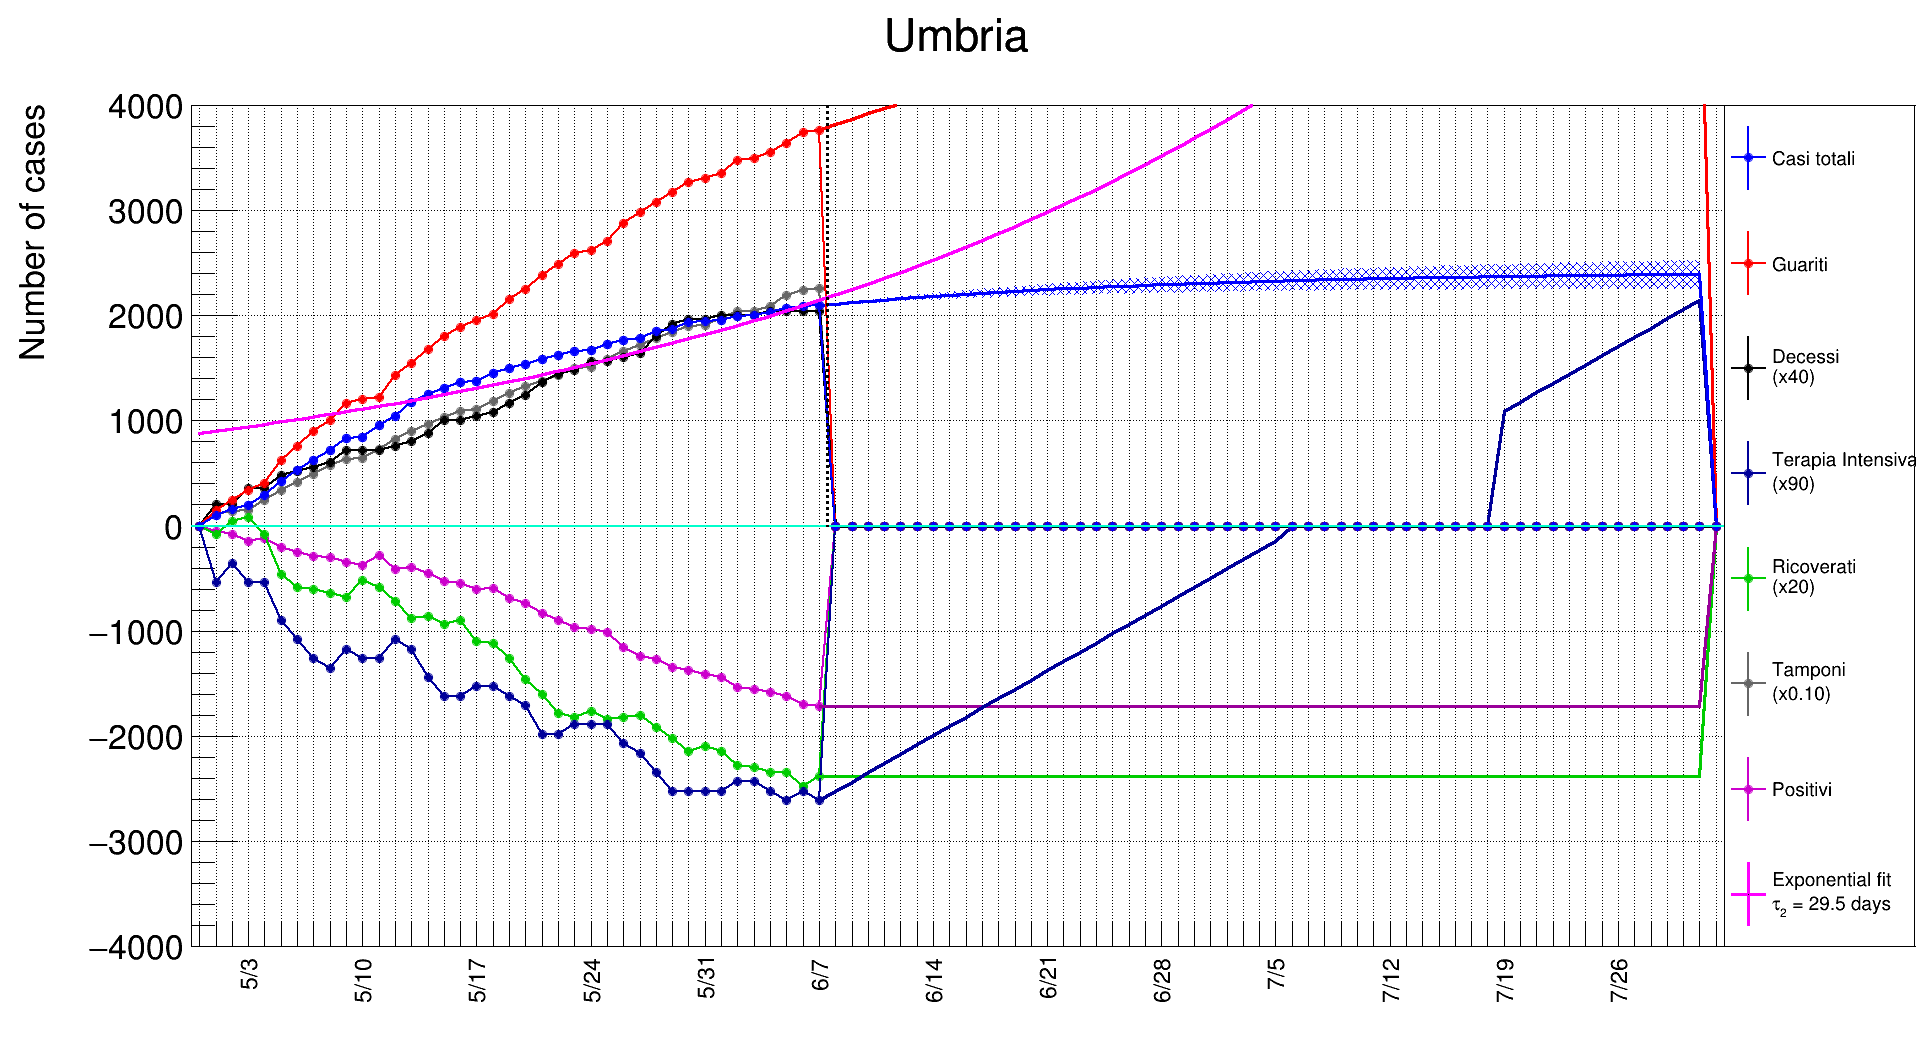 Umbria
Number of cases
4000
3000
2000
1000
0
−1000
−2000
−3000
−4000
5/3
5/10
5/17
5/24
5/31
6/7
6/14
6/21
6/28
7/5
7/12
7/19
7/26
Casi totali
Guariti
Decessi
(x40)
Terapia Intensiva
(x90)
Ricoverati
(x20)
Tamponi
(x0.10)
Positivi
Exponential fit
τ2 = 29.5 days